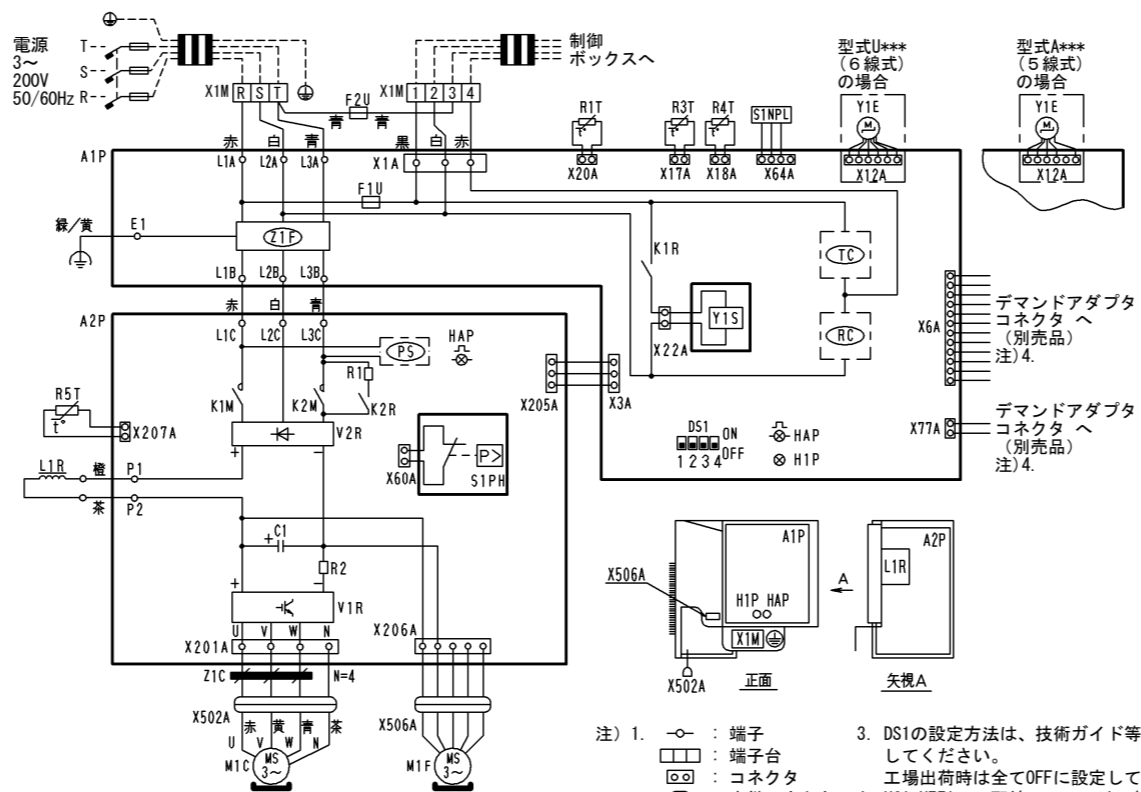 電源
3～
200V
50/60Hz
T
S
R
X1M R S T
F2U
青 青
X1M 1 2 3 4
制御
ボックスへ
型式U***
(6線式)
の場合
Y1E
M
X12A
型式A***
(5線式)
の場合
Y1E
M
X12A
R1T
t°
X20A
R3T
t°
X17A
R4T
t°
X18A
S1NPL
X64A
赤 白 青
黒 白 赤
A1P
L1A L2A L3A
X1A
F1U
緑/黄
E1
Z1F
L1B L2B L3B
赤 白 青
K1R
TC
RC
Y1S
X22A
X6A
デマンドアダプタ
コネクタ へ
(別売品)
注)4.
X77A
デマンドアダプタ
コネクタ へ
(別売品)
注)4.
X205A X3A
DS1
ON
OFF
1 2 3 4
HAP
H1P
A2P
L1C L2C L3C
PS
HAP
R1
K1M K2M K2R
R5T
t°
X207A
V2R
+ −
L1R
橙 P1
茶 P2
X60A
P>
S1PH
+ C1
R2
+ −
V1R
U V W N
X201A
X206A
Z1C N=4
X502A
赤 黄 青 茶
U V W N
M1C
MS
3～
X506A
M1F
MS
3～
X506A
A1P
H1P HAP
X1M
X502A
正面
A
A2P
L1R
矢視A
注) 1. : 端子
: 端子台
: コネクタ
3. DS1の設定方法は、技術ガイド等
してください。
工場出荷時は全てOFFに設定して